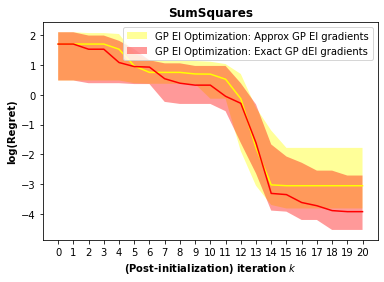 SumSquares
GP EI Optimization: Approx GP EI gradients
GP EI Optimization: Exact GP dEI gradients
log(Regret)
2
1
0
−1
−2
−3
−4
0 1 2 3 4 5 6 7 8 9 10 11 12 13 14 15 16 17 18 19 20
(Post-initialization) iteration k